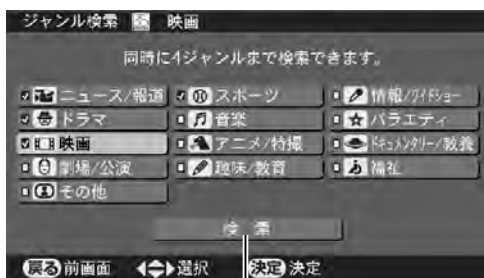 ジャンル検索 映画
同時に4ジャンルまで検索できます。
ニュース/報道 スポーツ 情報/ワイドショー
ドラマ 音楽 バラエティ
映画 アニメ/特撮 ドキュメンタリー/教養
劇場/公演 趣味/教育 福祉
その他
検 索
戻る 前画面 選択 決定 決定